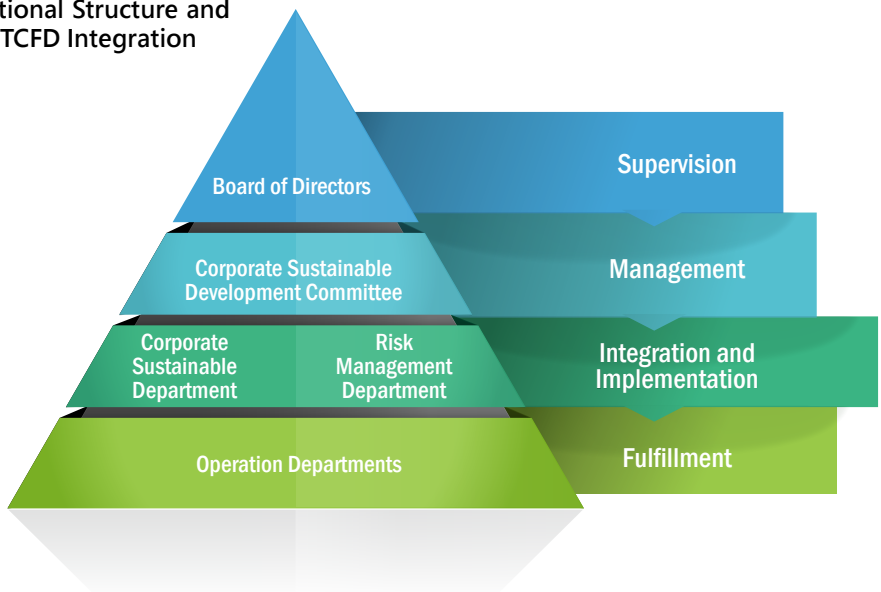 tional Structure and
TCFD Integration
Board of Directors
Supervision
Corporate Sustainable
Development Committee
Management
Corporate
Sustainable
Department
Risk
Management
Department
Integration and
Implementation
Operation Departments
Fulfillment